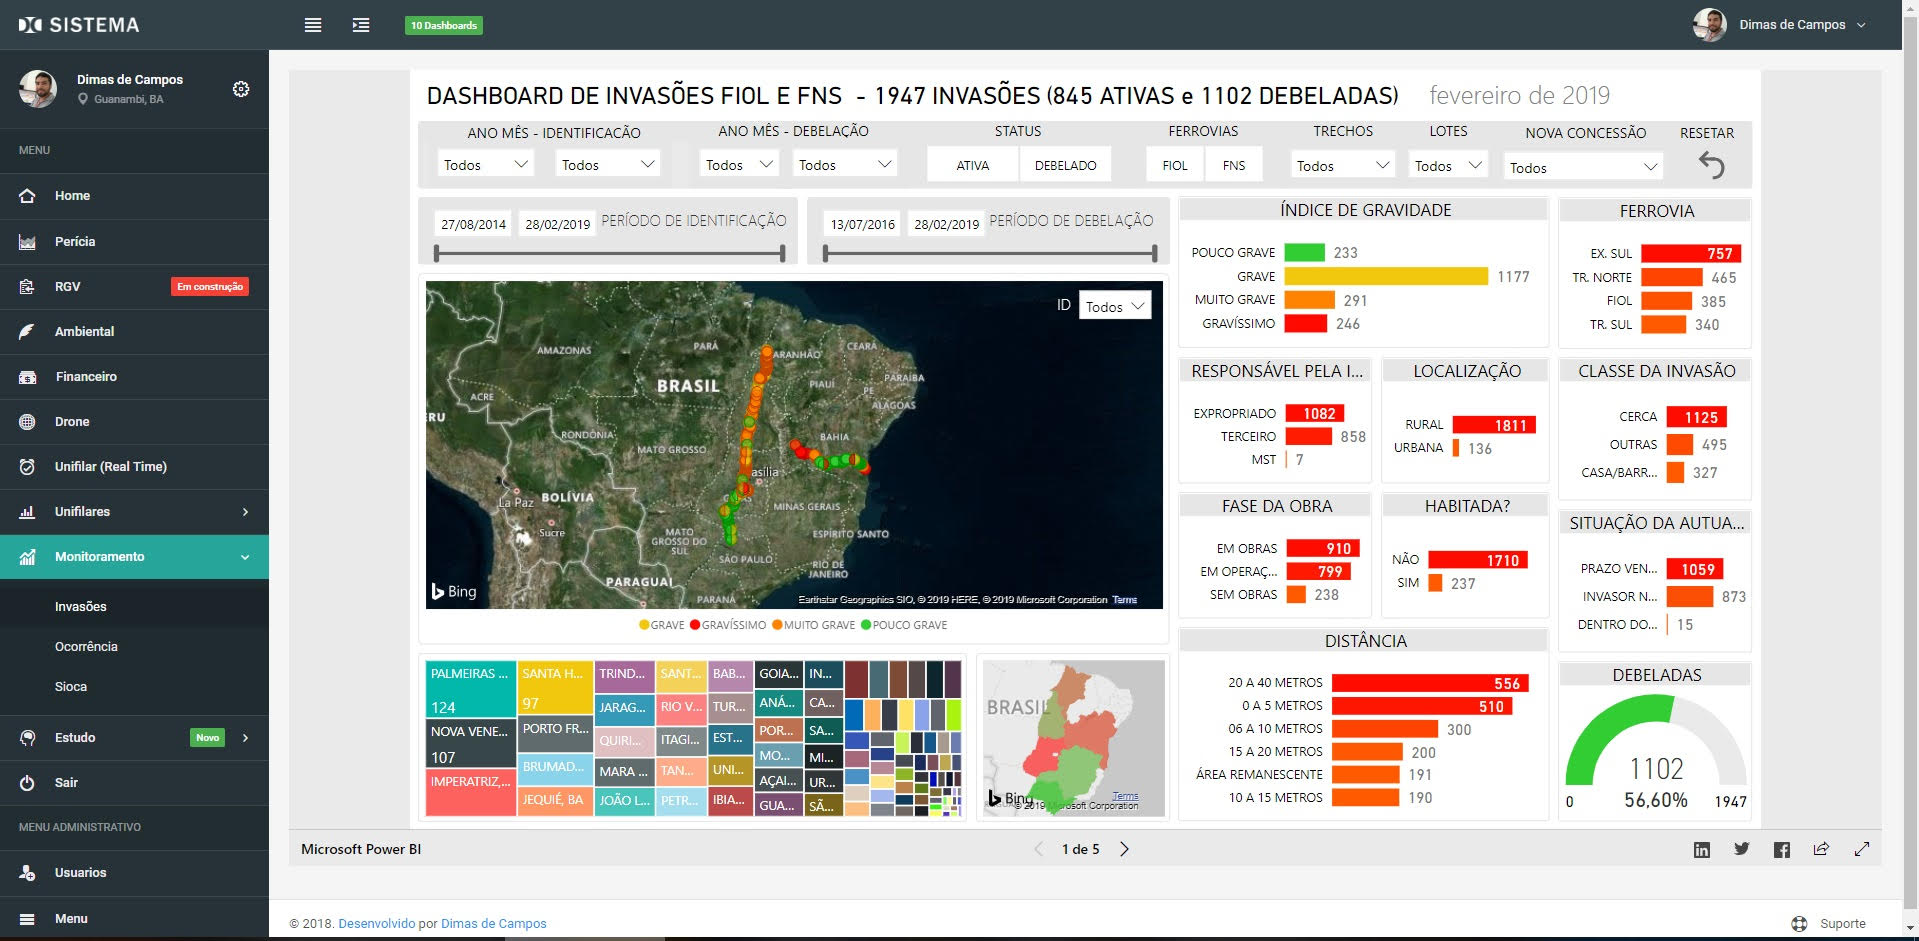 SISTEMA
10 Dashboards
Dimas de Campos
Dimas de Campos
Guanambi, BA
MENU
Home
Perícia
RGV
Em construção
Ambiental
Financeiro
Drone
Unifilar (Real Time)
Unifilares
Monitoramento
Invasões
Ocorrência
Sioca
Estudo
Novo
Sair
MENU ADMINISTRATIVO
Usuarios
Menu
DASHBOARD DE INVASÕES FIOL E FNS - 1947 INVASÕES (845 ATIVAS e 1102 DEBELADAS)
fevereiro de 2019
ANO MÊS - IDENTIFICACÃO
Todos
Todos
ANO MÊS - DEBELAÇÃO
Todos
Todos
STATUS
ATIVA
DEBELADO
FERROVIAS
FIOL
FNS
TRECHOS
Todos
LOTES
Todos
NOVA CONCESSÃO
Todos
RESETAR
27/08/2014
28/02/2019
PERÍODO DE IDENTIFICAÇÃO
13/07/2016
28/02/2019
PERÍODO DE DEBELAÇÃO
ID
Todos
AMAZONAS
PARÁ
ARANHÃO
CEARÁ
BRASIL
PIAUÍ
PARAÍBA
PE
ALAGOAS
ACRE
RU
RONDÔNIA
MATO GROSSO
BAHIA
asília
La Paz
BOLÍVIA
Sucre
MINAS GERAIS
MATO
GROSSO DO
SUL
ESPÍRITO SANTO
SÃO PAULO
RIO DE
JANEIRO
PARAGUAI
PARANÁ
Bing
Earthstar Geographics SIO, © 2019 HERE, © 2019 Microsoft Corporation Terms
GRAVE
GRAVÍSSIMO
MUITO GRAVE
POUCO GRAVE
PALMEIRAS ...
124
NOVA VENE...
107
IMPERATRIZ,...
SANTA H...
97
PORTO FR...
BRUMAD...
JEQUIÉ, BA
TRIND...
JARAG...
QUIRI...
MARA ...
JOÃO L...
SANT...
RIO V...
ITAGI...
TAN...
PETR...
BAB...
TUR...
EST...
UNI...
IBIA...
GOIA...
ANÁ...
POR...
MO...
AÇAI...
GUA...
IN...
CA...
SA...
MI...
UR...
SÃ...
BRASIL
Bing
Terms
© 2019 Microsoft Corporation
ÍNDICE DE GRAVIDADE
POUCO GRAVE 233
GRAVE 1177
MUITO GRAVE 291
GRAVÍSSIMO 246
FERROVIA
EX. SUL 757
TR. NORTE 465
FIOL 385
TR. SUL 340
RESPONSÁVEL PELA I...
EXPROPRIADO 1082
TERCEIRO 858
MST 7
LOCALIZAÇÃO
RURAL 1811
URBANA 136
CLASSE DA INVASÃO
CERCA 1125
OUTRAS 495
CASA/BARR... 327
FASE DA OBRA
EM OBRAS 910
EM OPERAÇ... 799
SEM OBRAS 238
HABITADA?
NÃO 1710
SIM 237
SITUAÇÃO DA AUTUA...
PRAZO VEN... 1059
INVASOR N... 873
DENTRO DO... 15
DISTÂNCIA
20 A 40 METROS 556
0 A 5 METROS 510
06 A 10 METROS 300
15 A 20 METROS 200
ÁREA REMANESCENTE 191
10 A 15 METROS 190
DEBELADAS
1102
56,60%
0
1947
Microsoft Power BI
1 de 5
© 2018. Desenvolvido por Dimas de Campos
Suporte